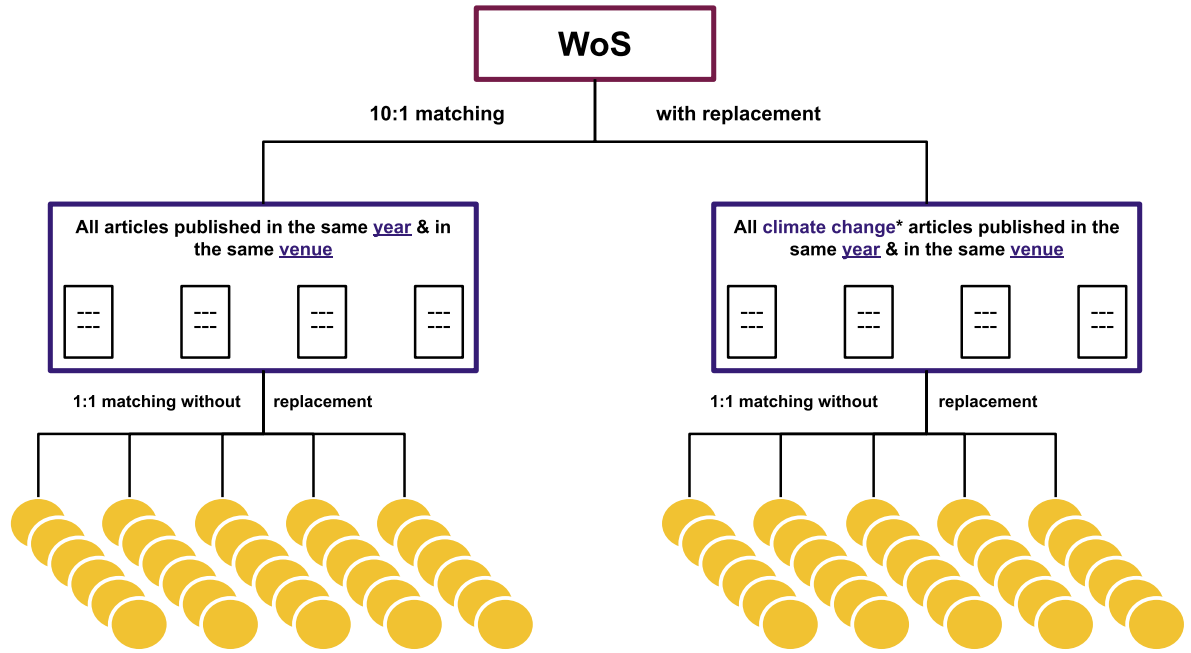 WoS
10:1 matching with replacement
All articles published in the same year & in
the same venue
All climate change* articles published in the
same year & in the same venue
--- --- --- --- --- --- --- ---
--- --- --- --- --- --- --- ---
1:1 matching without replacement
1:1 matching without replacement